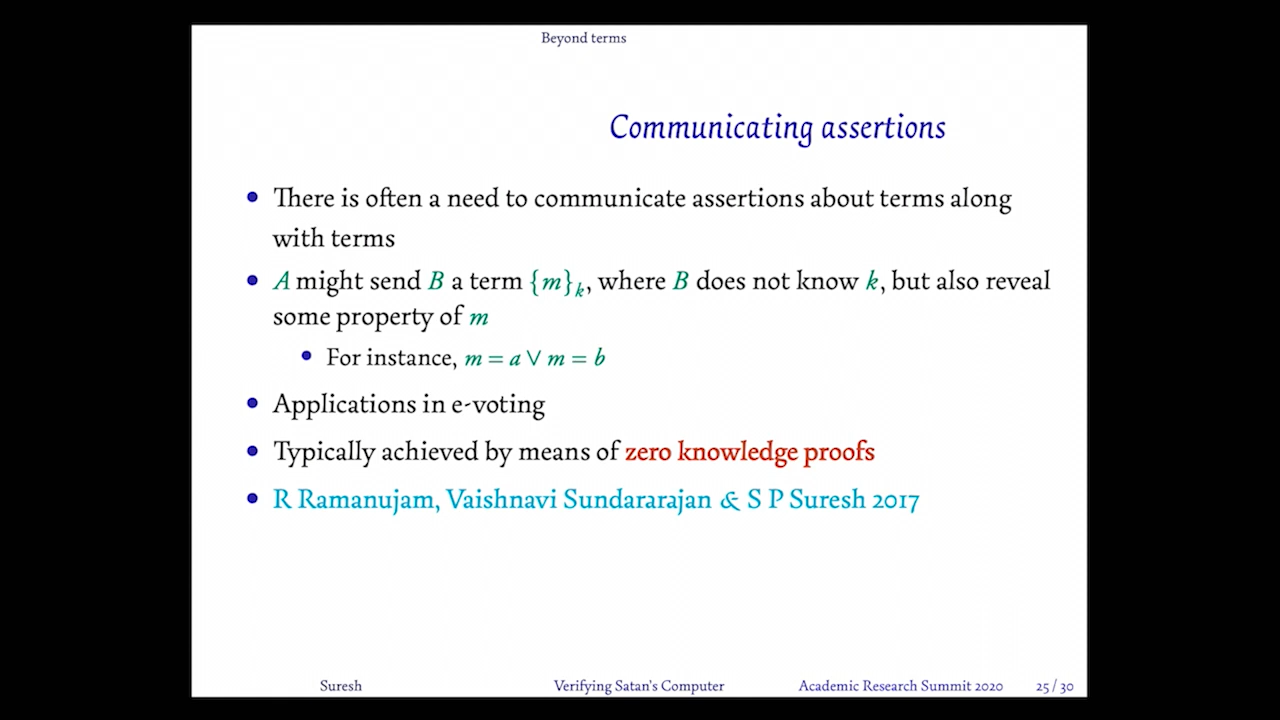 Beyond terms
Communicating assertions
• There is often a need to communicate assertions about terms along
with terms
• A might send B a term {m}k, where B does not know k, but also reveal
some property of m
• For instance, m = a ∨ m = b
• Applications in e-voting
• Typically achieved by means of zero knowledge proofs
• R Ramanujam, Vaishnavi Sundararajan & S P Suresh 2017
Suresh Verifying Satan's Computer Academic Research Summit 2020 25 / 30